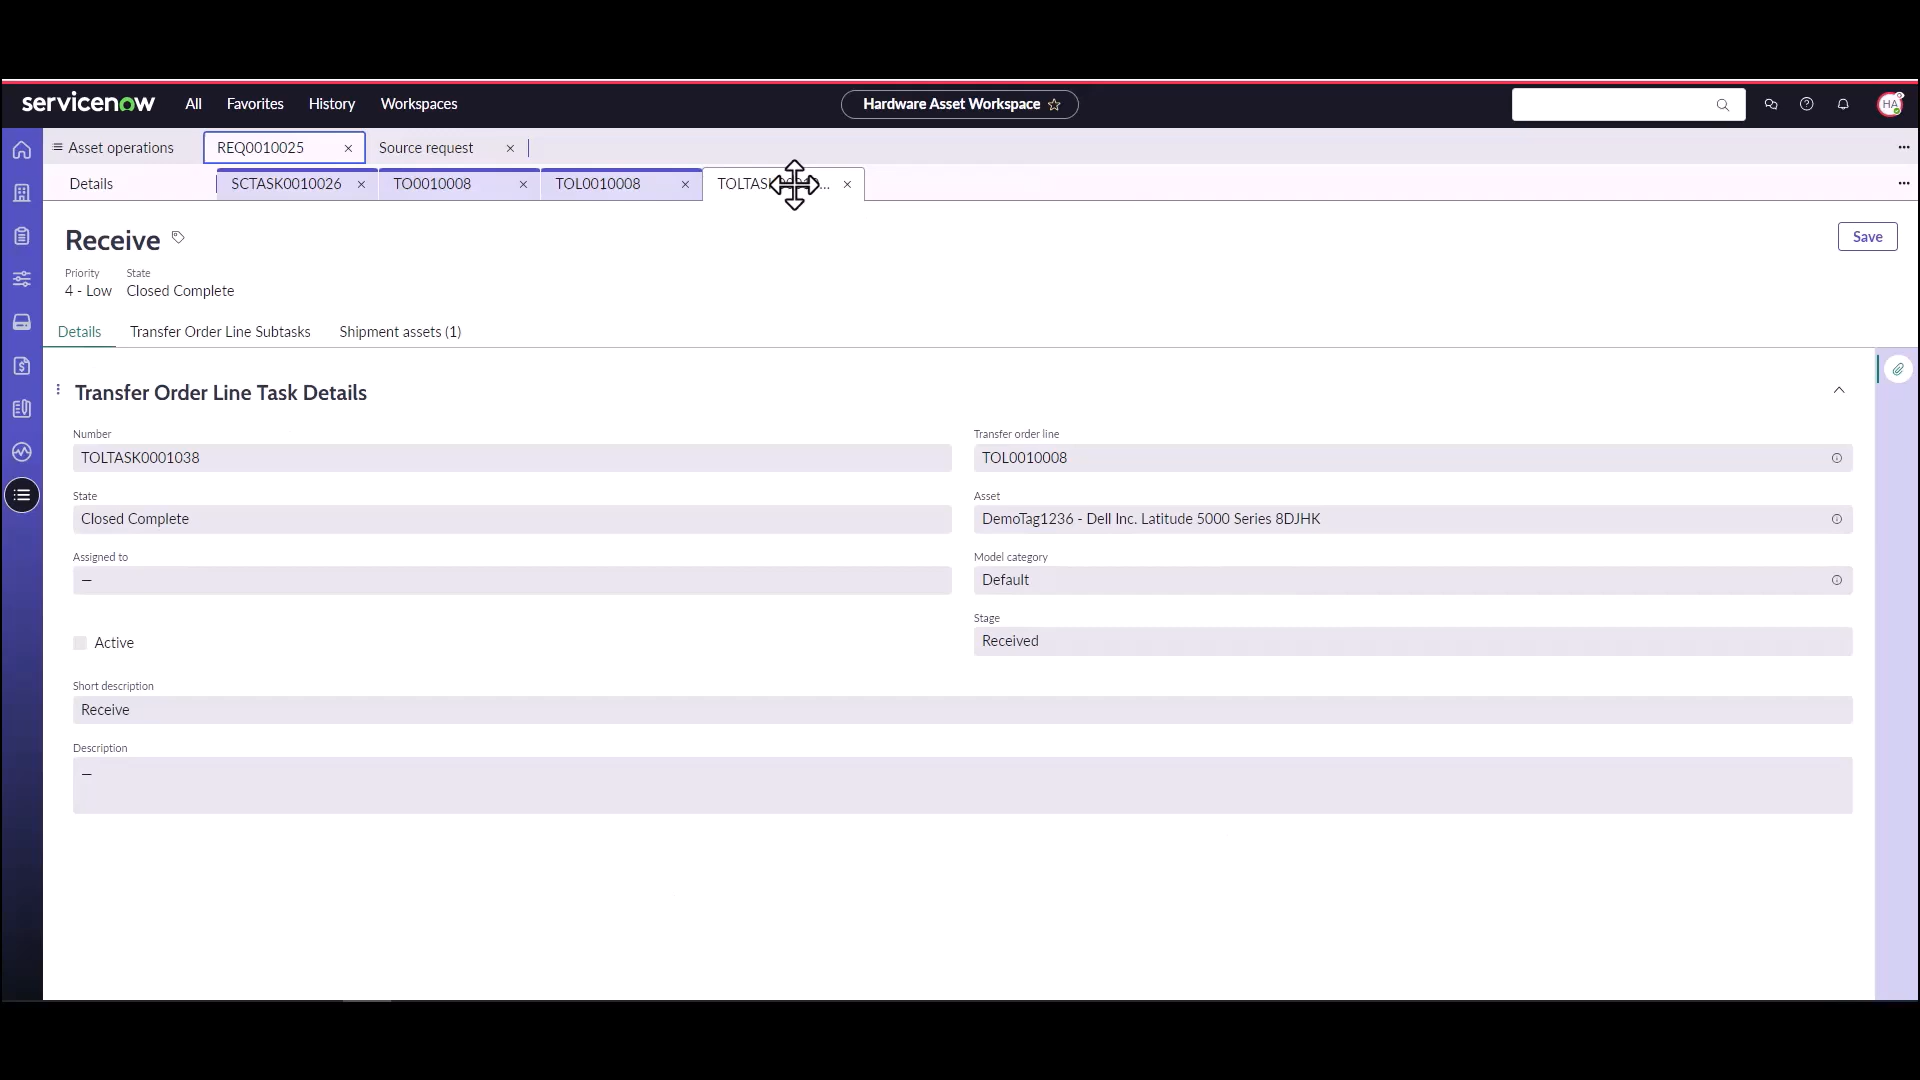 servicenow All Favorites History Workspaces Hardware Asset Workspace HA
Asset operations REQ0010025 Source request
Details SCTASK0010026 TO0010008 TOL0010008
Receive Save
Priority State
4 - Low Closed Complete
Details Transfer Order Line Subtasks Shipment assets (1)
Transfer Order Line Task Details
Number Transfer order line
TOLTASK0001038 TOL0010008
State Asset
Closed Complete DemoTag1236 - Dell Inc. Latitude 5000 Series 8DJHK
Assigned to Model category
— Default
Stage
Active Received
Short description
Receive
Description
—